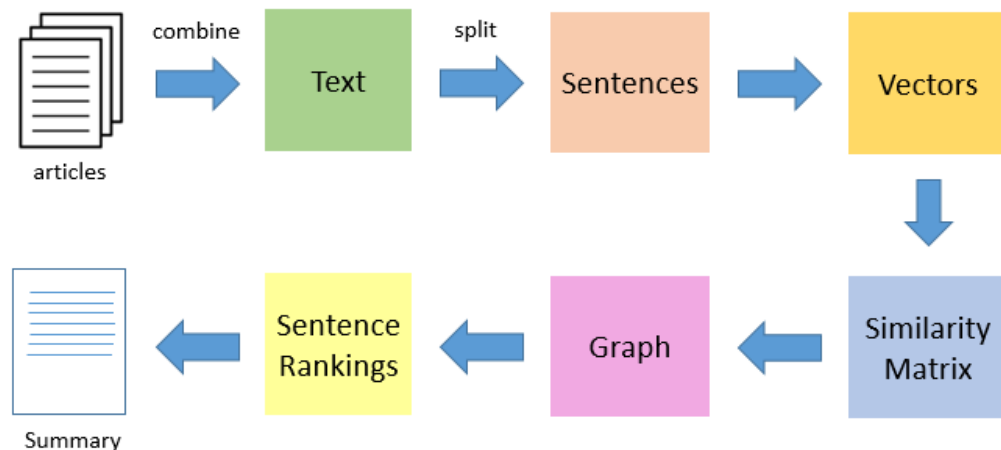 combine
split
Text
Sentences
Vectors
articles
Similarity
Matrix
Graph
Sentence
Rankings
Summary